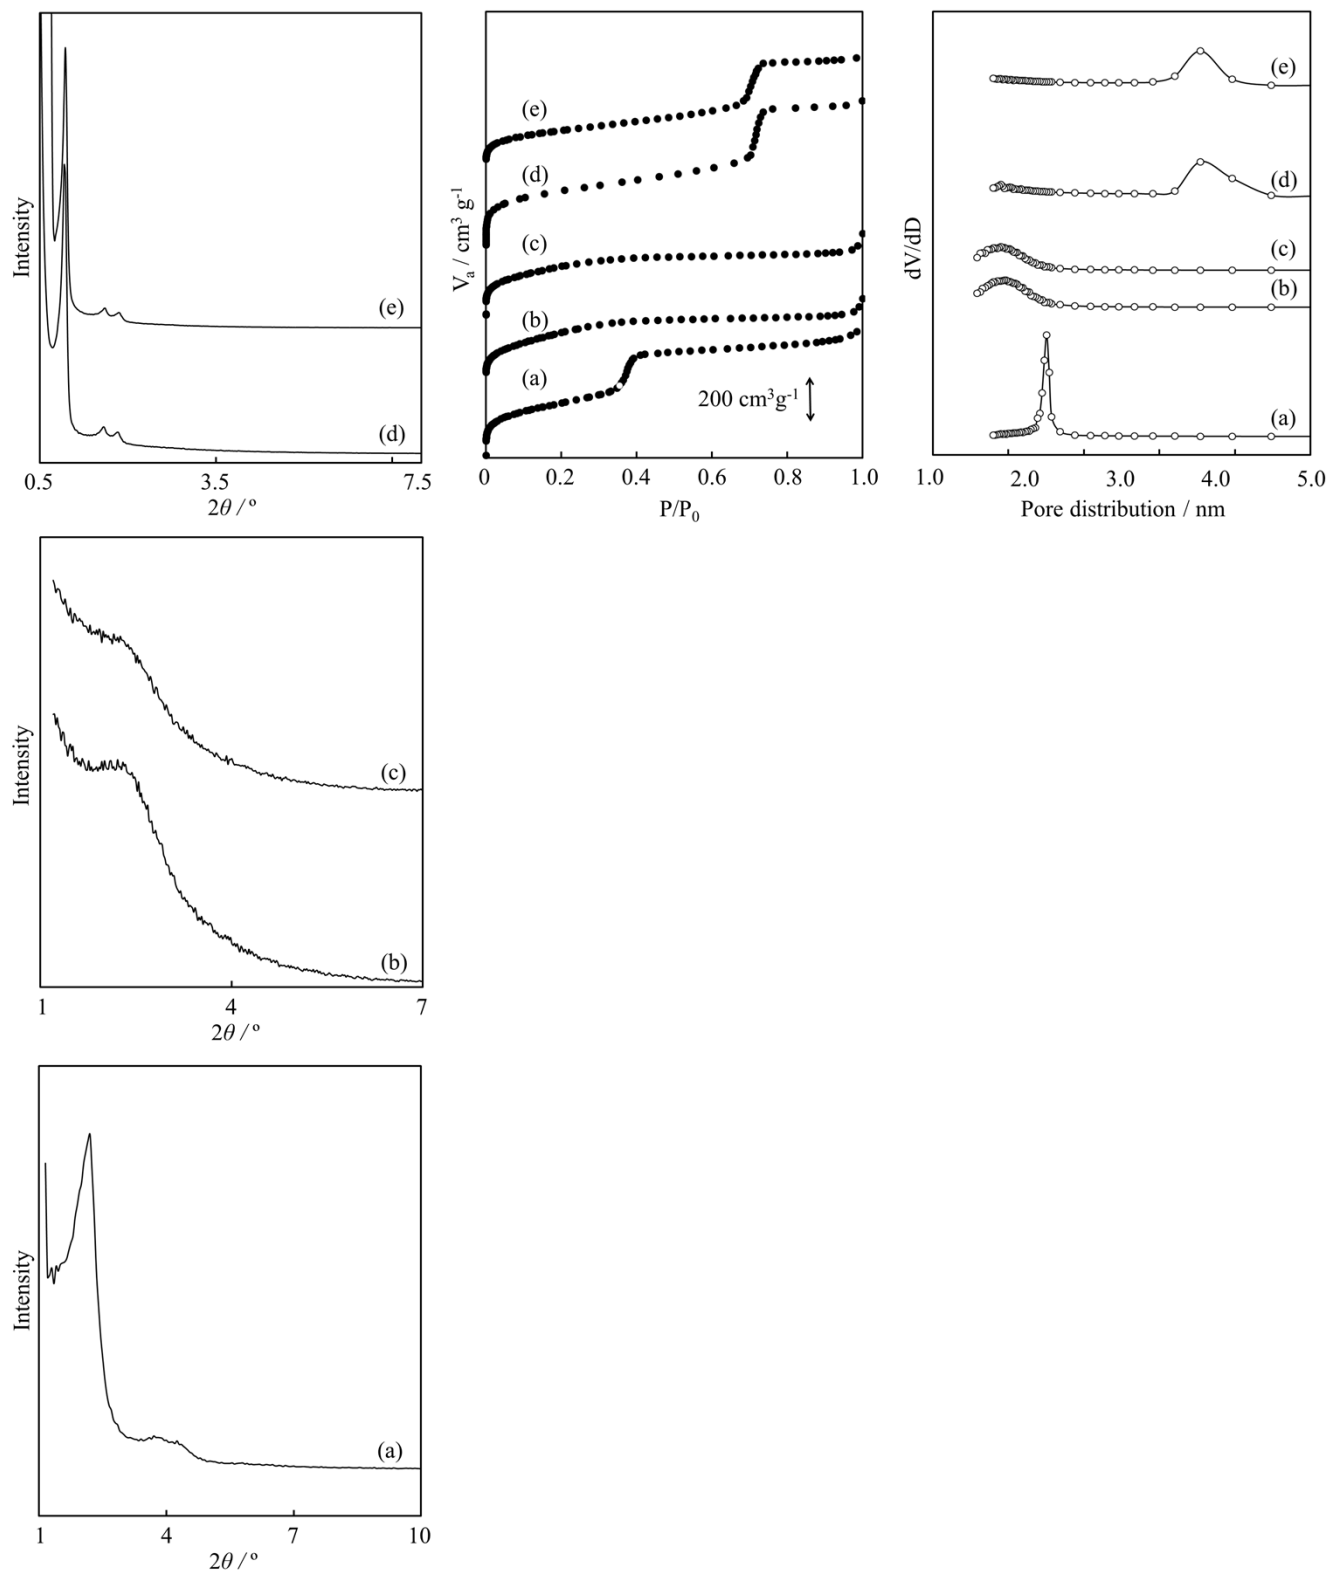 Intensity
(e)
(d)
0.5 3.5 7.5
2θ / º
Vₐ / cm³ g⁻¹
(e)
(d)
(c)
(b)
(a)
200 cm³g⁻¹
0 0.2 0.4 0.6 0.8 1.0
P/P₀
dV/dD
(e)
(d)
(c)
(b)
(a)
1.0 2.0 3.0 4.0 5.0
Pore distribution / nm
Intensity
(c)
(b)
1 4 7
2θ / º
Intensity
(a)
1 4 7 10
2θ / º